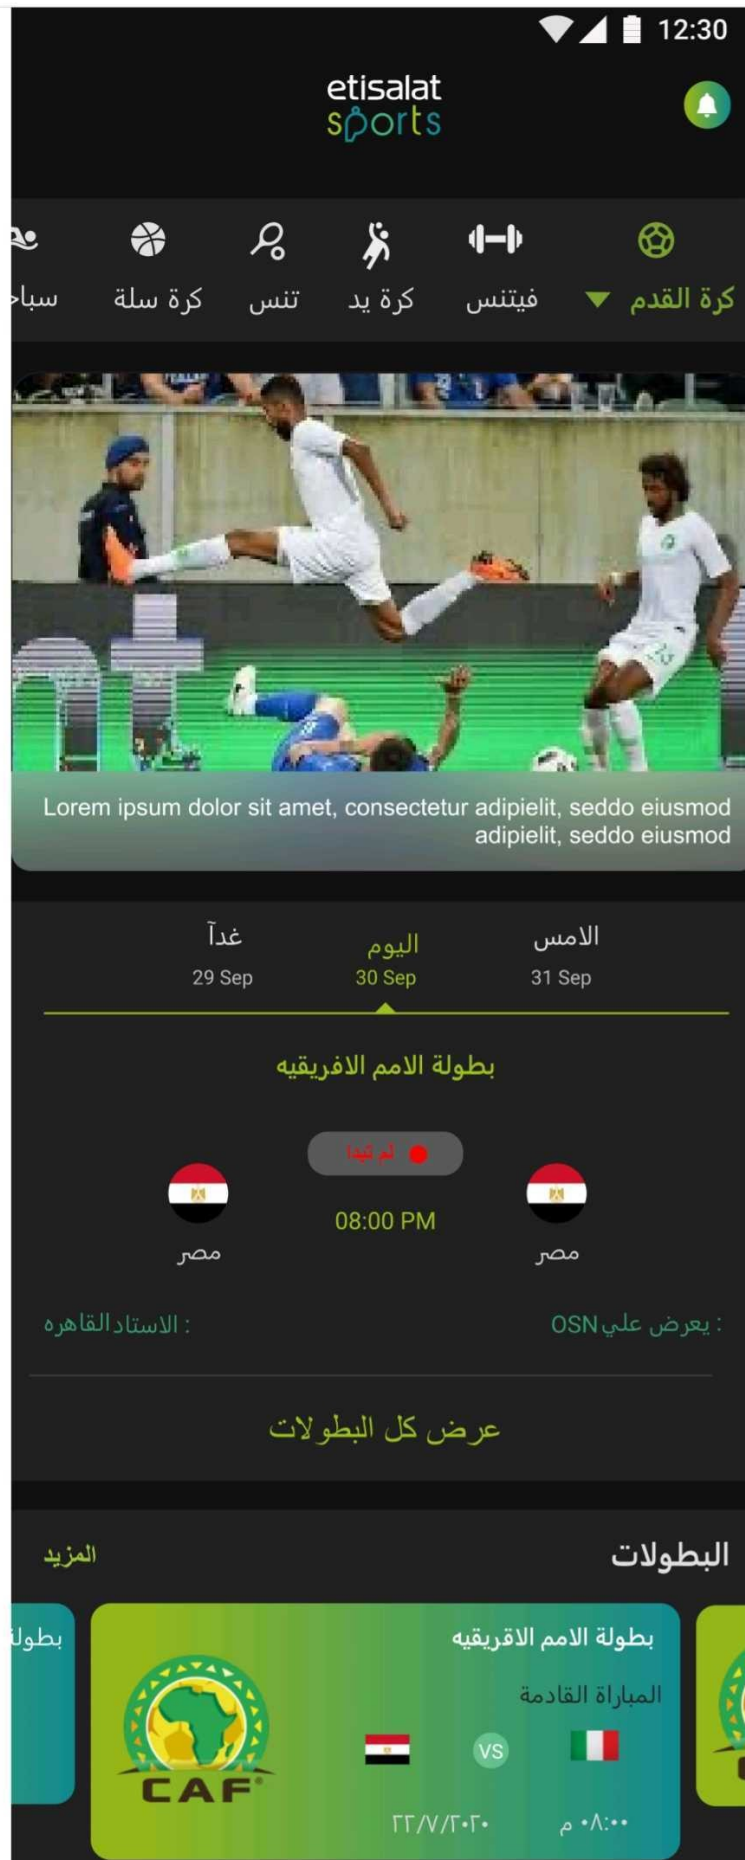 12:30
etisalat
sports
كرة القدم
فيتنس
كرة يد
تنس
كرة سلة
Lorem ipsum dolor sit amet, consectetur adipielit, seddo eiusmod
adipielit, seddo eiusmod
الامس
اليوم
غدآ
31 Sep
30 Sep
29 Sep
بطولة الامم الافريقيه
لم تبدا
08:00 PM
مصر
مصر
يعرض علي OSN :
الاستاد القاهره :
عرض كل البطولات
البطولات
المزيد
بطولة الامم الاقريقيه
المباراة القادمة
VS
CAF
٠٨:٠٠ م
٢٢/٧/٢٠٢٠